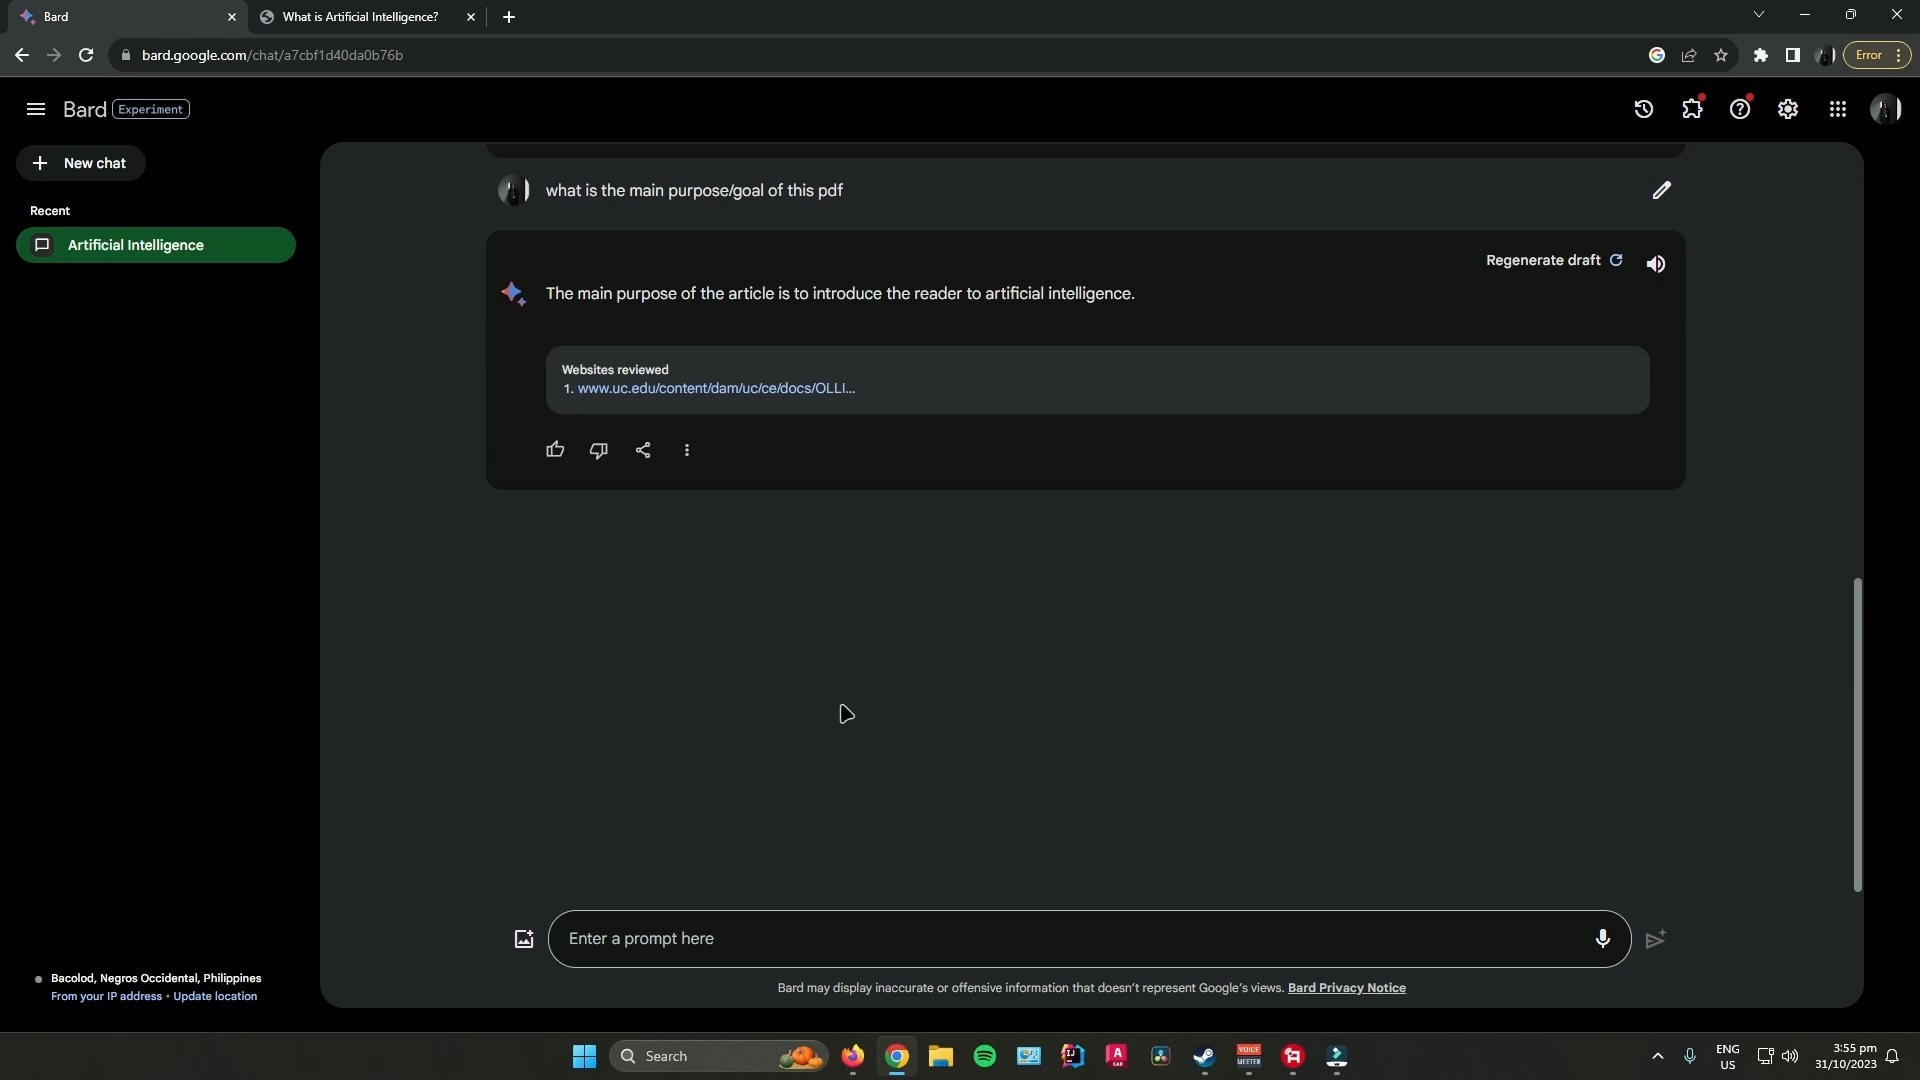 Bard
What is Artificial Intelligence?
bard.google.com/chat/a7cbf1d40da0b76b
Error
Bard Experiment
New chat
Recent
Artificial Intelligence
what is the main purpose/goal of this pdf
Regenerate draft
The main purpose of the article is to introduce the reader to artificial intelligence.
Websites reviewed
1. www.uc.edu/content/dam/uc/ce/docs/OLLI...
Enter a prompt here
Bard may display inaccurate or offensive information that doesn't represent Google's views. Bard Privacy Notice
Bacolod, Negros Occidental, Philippines
From your IP address • Update location
Search
IJ
A
CAD
VOICE
MEETER
ENG
US
3:55 pm
31/10/2023